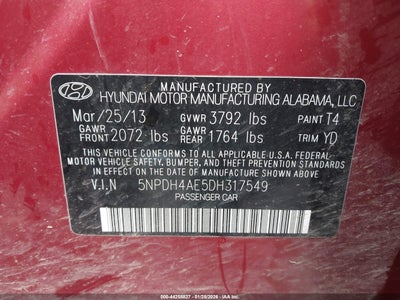 HYUNDAI MOTOR MANUFACTURING ALABAMA, LLC
Mar/25/13 GVWR 3792 lbs PAINT T4
GAWR FRONT 2072 lbs GAWR REAR 1764 lbs TRIM YD
THIS VEHICLE CONFORMS TO ALL APPLICABLE U.S.A. FEDERAL MOTOR
VEHICLE SAFETY, BUMPER, AND THEFT PREVENTION STANDARDS
IN EFFECT ON THE DATE OF MANUFACTURE SHOWN ABOVE.
V.I.N 5NPDH4AE5DH317549
PASSENGER CAR